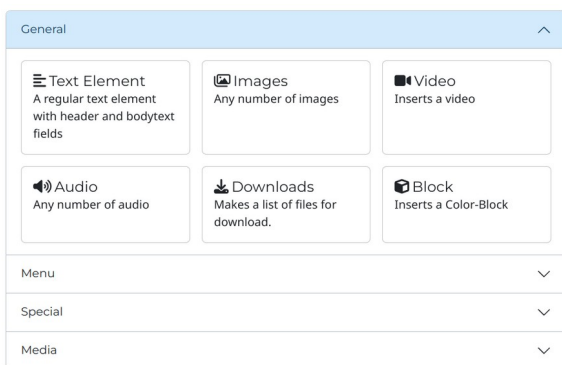 General
Text Element
A regular text element
with header and bodytext
fields
Images
Any number of images
Video
Inserts a video
Audio
Any number of audio
Downloads
Makes a list of files for
download.
Block
Inserts a Color-Block
Menu
Special
Media